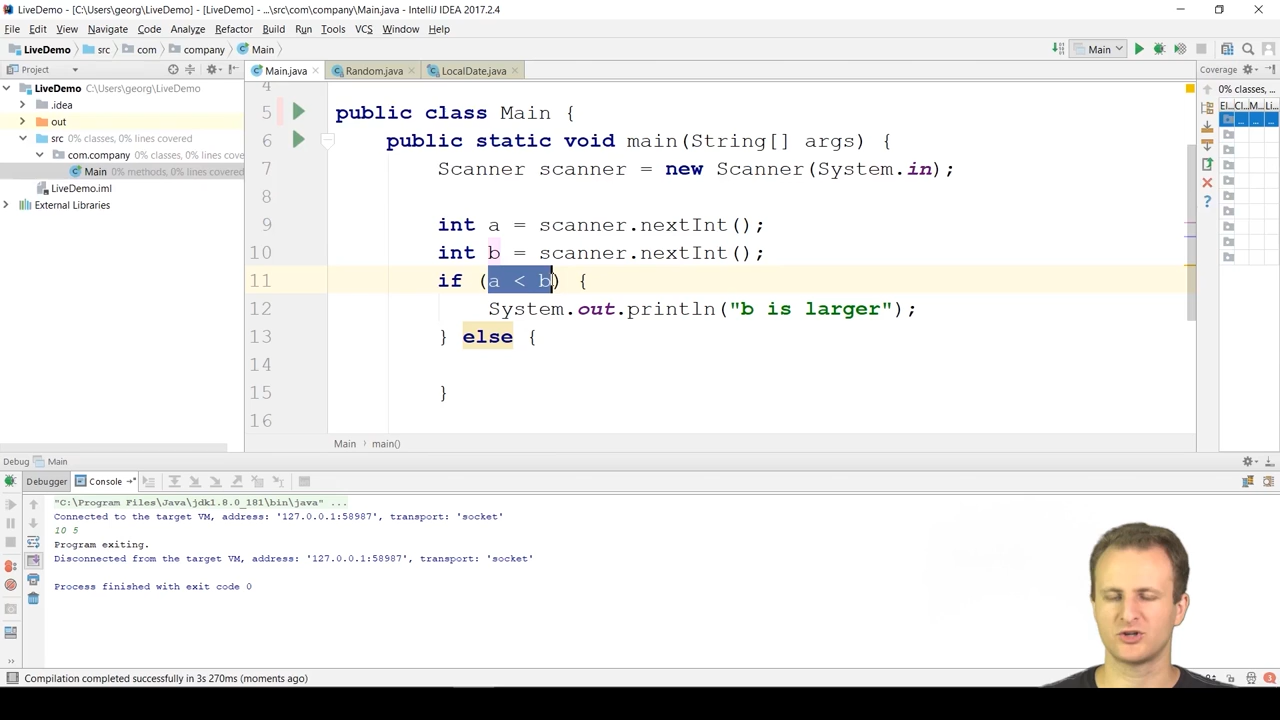 LiveDemo - [C:\Users\georg\LiveDemo] - [LiveDemo] - ...\src\com\company\Main.java - IntelliJ IDEA 2017.2.4
File Edit View Navigate Code Analyze Refactor Build Run Tools VCS Window Help
LiveDemo src com company Main Main
Project Main.java Random.java LocalDate.java Coverage
LiveDemo C:\Users\georg\LiveDemo
.idea
out
src 0% classes, 0% lines covered
com.company 0% classes, 0% lines cov
Main 0% methods, 0% lines covered
LiveDemo.iml
External Libraries
4
5 public class Main {
6 public static void main(String[] args) {
7 Scanner scanner = new Scanner(System.in);
8
9 int a = scanner.nextInt();
10 int b = scanner.nextInt();
11 if (a < b) {
12 System.out.println("b is larger");
13 } else {
14
15 }
16
Main main()
0% classes, ...
El... Cl... M... Li...
... ... ... ...
Debug Main
Debugger Console
"C:\Program Files\Java\jdk1.8.0_181\bin\java" ...
Connected to the target VM, address: '127.0.0.1:58987', transport: 'socket'
10 5
Program exiting.
Disconnected from the target VM, address: '127.0.0.1:58987', transport: 'socket'
Process finished with exit code 0
Compilation completed successfully in 3s 270ms (moments ago)